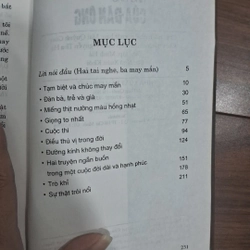 MỤC LỤC
Lời nói đầu (Hai tai nghe, ba may mắn) 5
• Tạm biệt và chúc may mắn 10
• Đàn bà, trẻ và già 30
• Miếng thịt nướng màu hồng nhạt 51
• Giọng to nhất 65
• Cuộc thi 77
• Điều thú vị trong đời 94
• Đường kính không thay đổi 124
• Hai truyện ngắn buồn
trong một cuộc đời dài và hạnh phúc 151
• Trò khỉ 179
• Sự thật trôi nổi 211
231